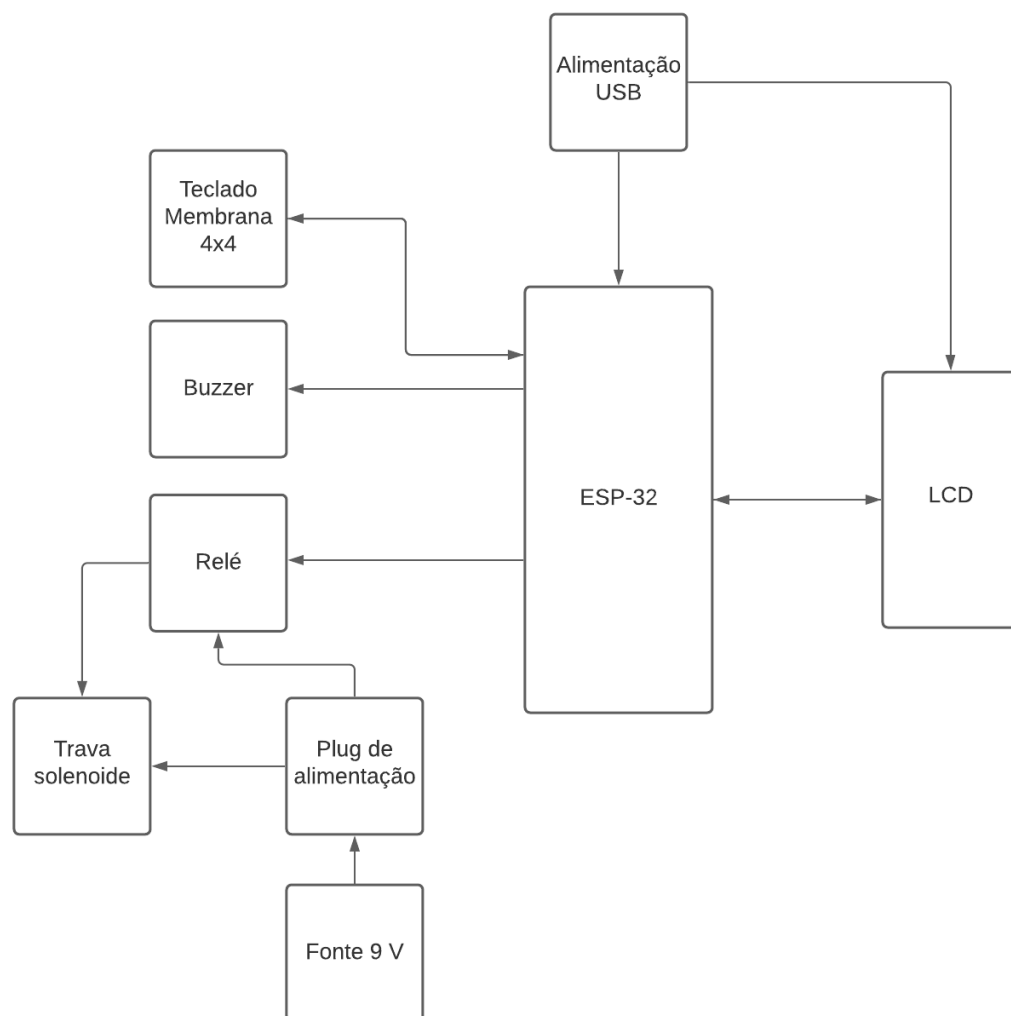 Alimentação
USB
Teclado
Membrana
4x4
Buzzer
ESP-32
LCD
Relé
Trava
solenoide
Plug de
alimentação
Fonte 9 V